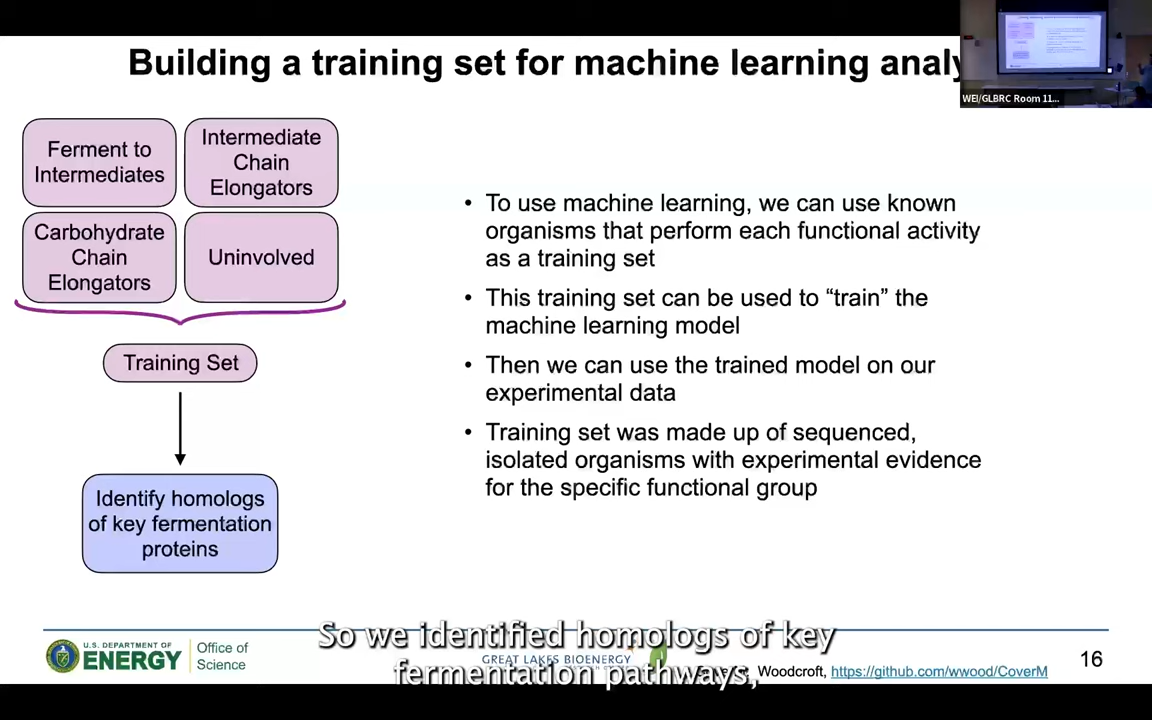 Building a training set for machine learning analy
WEI/GLBRC Room 11...
Ferment to
Intermediates
Intermediate
Chain
Elongators
Carbohydrate
Chain
Elongators
Uninvolved
Training Set
Identify homologs
of key fermentation
proteins
• To use machine learning, we can use known
organisms that perform each functional activity
as a training set
• This training set can be used to “train” the
machine learning model
• Then we can use the trained model on our
experimental data
• Training set was made up of sequenced,
isolated organisms with experimental evidence
for the specific functional group
So we identified homologs of key
fermentation pathways,
U.S. DEPARTMENT OF
ENERGY
Office of
Science
GREAT LAKES BIOENERGY
Woodcroft, https://github.com/wwood/CoverM
16